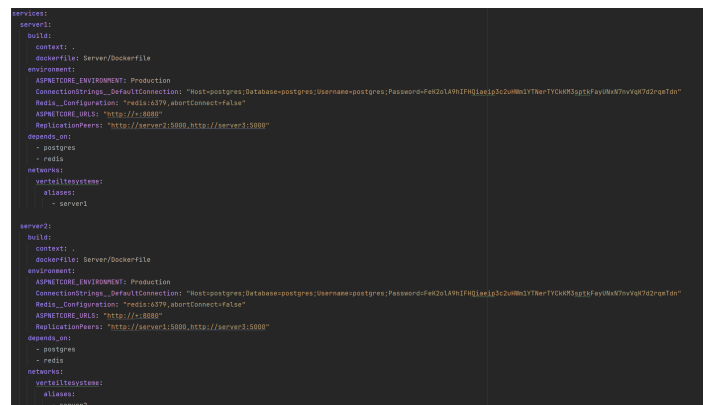 services:
server1:
build:
context: .
dockerfile: Server/Dockerfile
environment:
ASPNETCORE_ENVIRONMENT: Production
ConnectionStrings__DefaultConnection: "Host=postgres;Database=postgres;Username=postgres;
Redis__Configuration: "redis:6379,abortConnect=false"
ASPNETCORE_URLS: "http://+:8080"
ReplicationPeers: "http://server2:5000,http://server3:5000"
depends_on:
- postgres
- redis
networks:
verteiltesysteme:
aliases:
- server1
server2:
build:
context: .
dockerfile: Server/Dockerfile
environment:
ASPNETCORE_ENVIRONMENT: Production
ConnectionStrings__DefaultConnection: "Host=postgres;Database=postgres;Username=postgres;
Redis__Configuration: "redis:6379,abortConnect=false"
ASPNETCORE_URLS: "http://+:8080"
ReplicationPeers: "http://server1:5000,http://server3:5000"
depends_on:
- postgres
- redis
networks:
verteiltesysteme:
aliases: